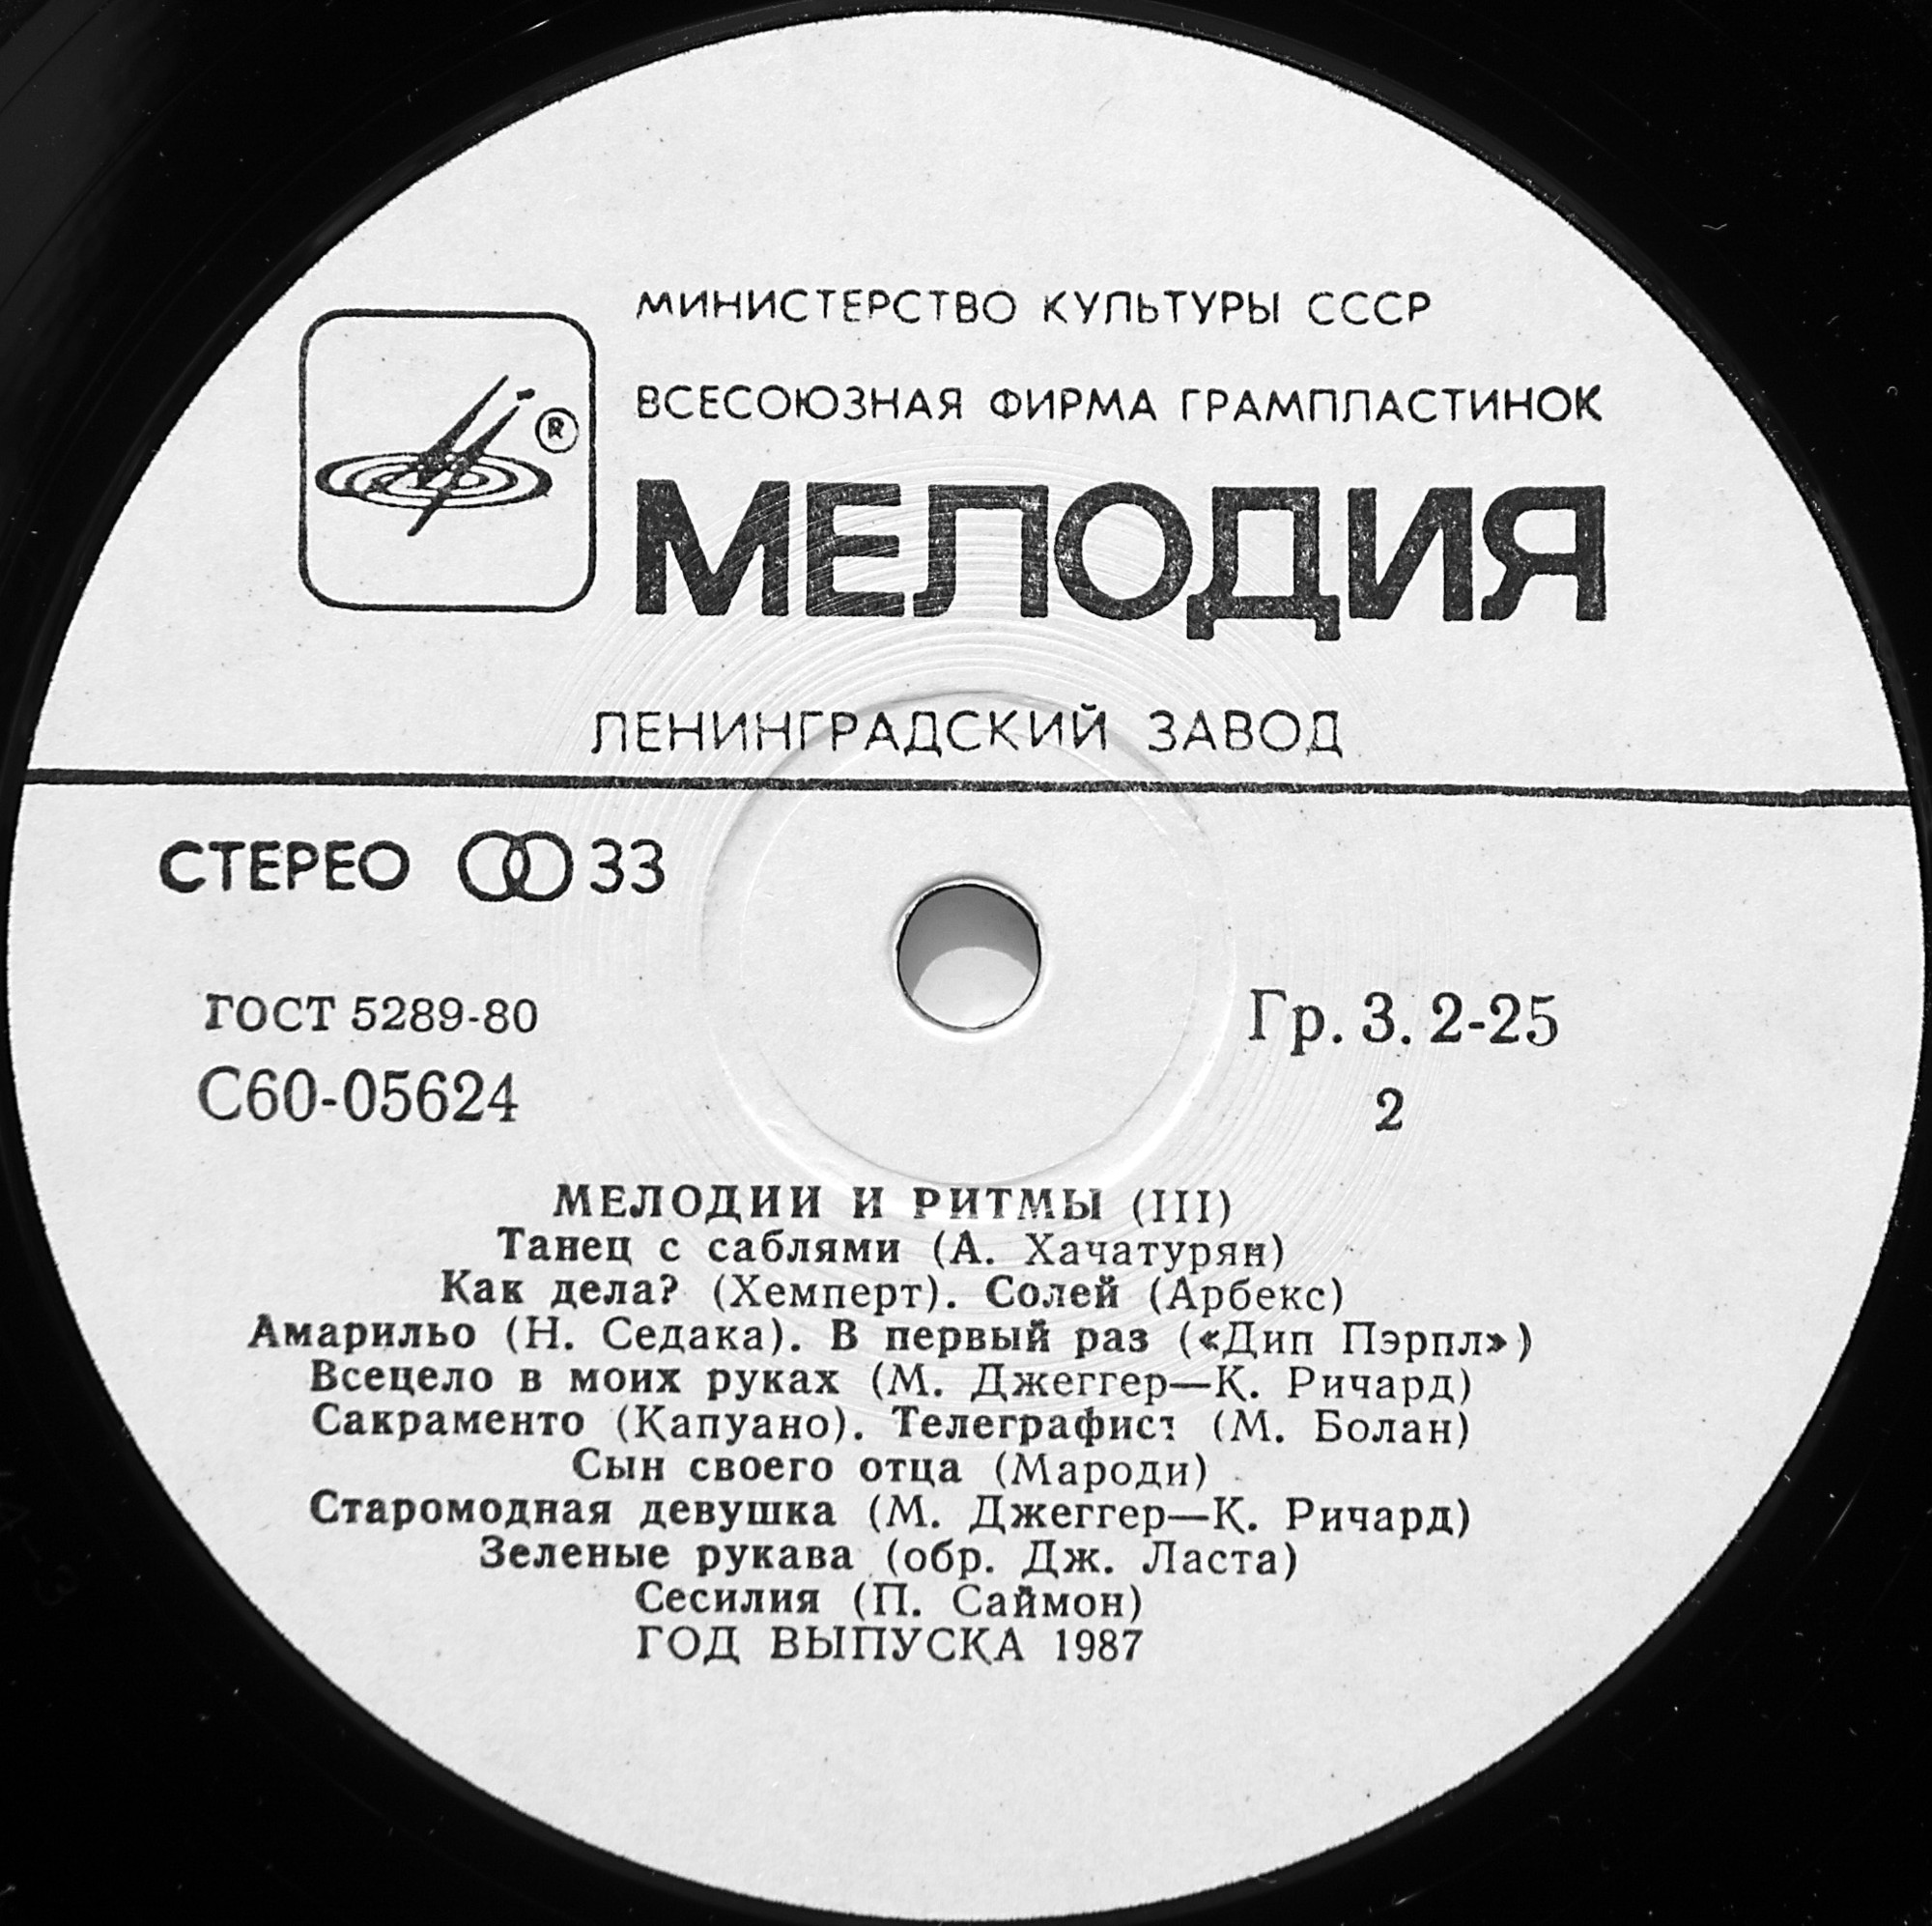 МИНИСТЕРСТВО КУЛЬТУРЫ СССР
ВСЕСОЮЗНАЯ ФИРМА ГРАМПЛАСТИНОК
®
МЕЛОДИЯ
ЛЕНИНГРАДСКИЙ ЗАВОД
СТЕРЕО 33
ГОСТ 5289-80
Гр. 3. 2-25
С60-05624
2
МЕЛОДИИ И РИТМЫ (III)
Танец с саблями (А. Хачатурян)
Как дела? (Хемперт). Солей (Арбекс)
Амарильо (Н. Седака). В первый раз («Дип Пэрпл»)
Всецело в моих руках (М. Джеггер—К. Ричард)
Сакраменто (Капуано). Телеграфист (М. Болан)
Сын своего отца (Мароди)
Старомодная девушка (М. Джеггер—К. Ричард)
Зеленые рукава (обр. Дж. Ласта)
Сесилия (П. Саймон)
ГОД ВЫПУСКА 1987